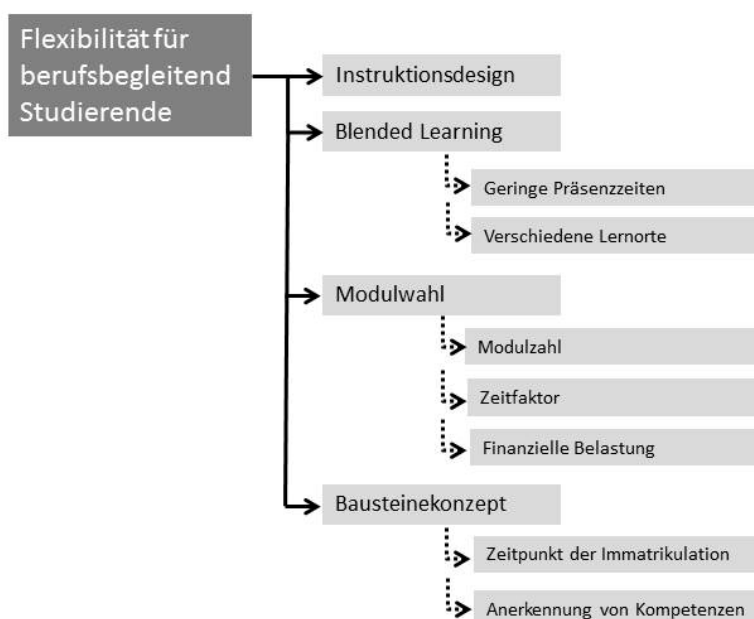 Flexibilität für
berufsbegleitend
Studierende
Instruktionsdesign
Blended Learning
Geringe Präsenzzeiten
Verschiedene Lernorte
Modulwahl
Modulzahl
Zeitfaktor
Finanzielle Belastung
Bausteinekonzept
Zeitpunkt der Immatrikulation
Anerkennung von Kompetenzen